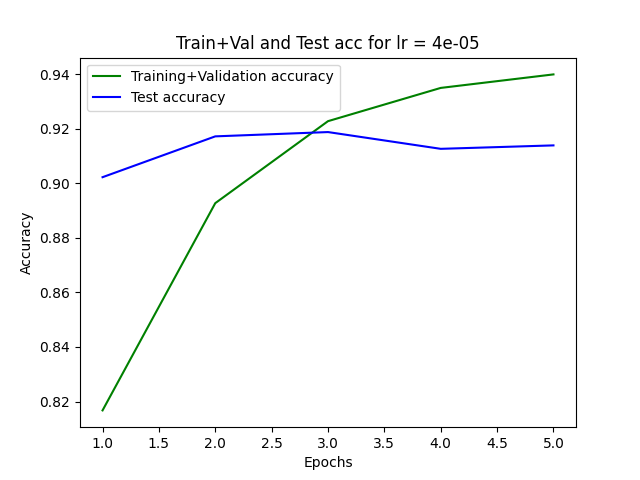 Train+Val and Test acc for lr = 4e-05
Training+Validation accuracy
Test accuracy
0.94
0.92
0.90
0.88
0.86
0.84
0.82
Accuracy
1.0 1.5 2.0 2.5 3.0 3.5 4.0 4.5 5.0
Epochs